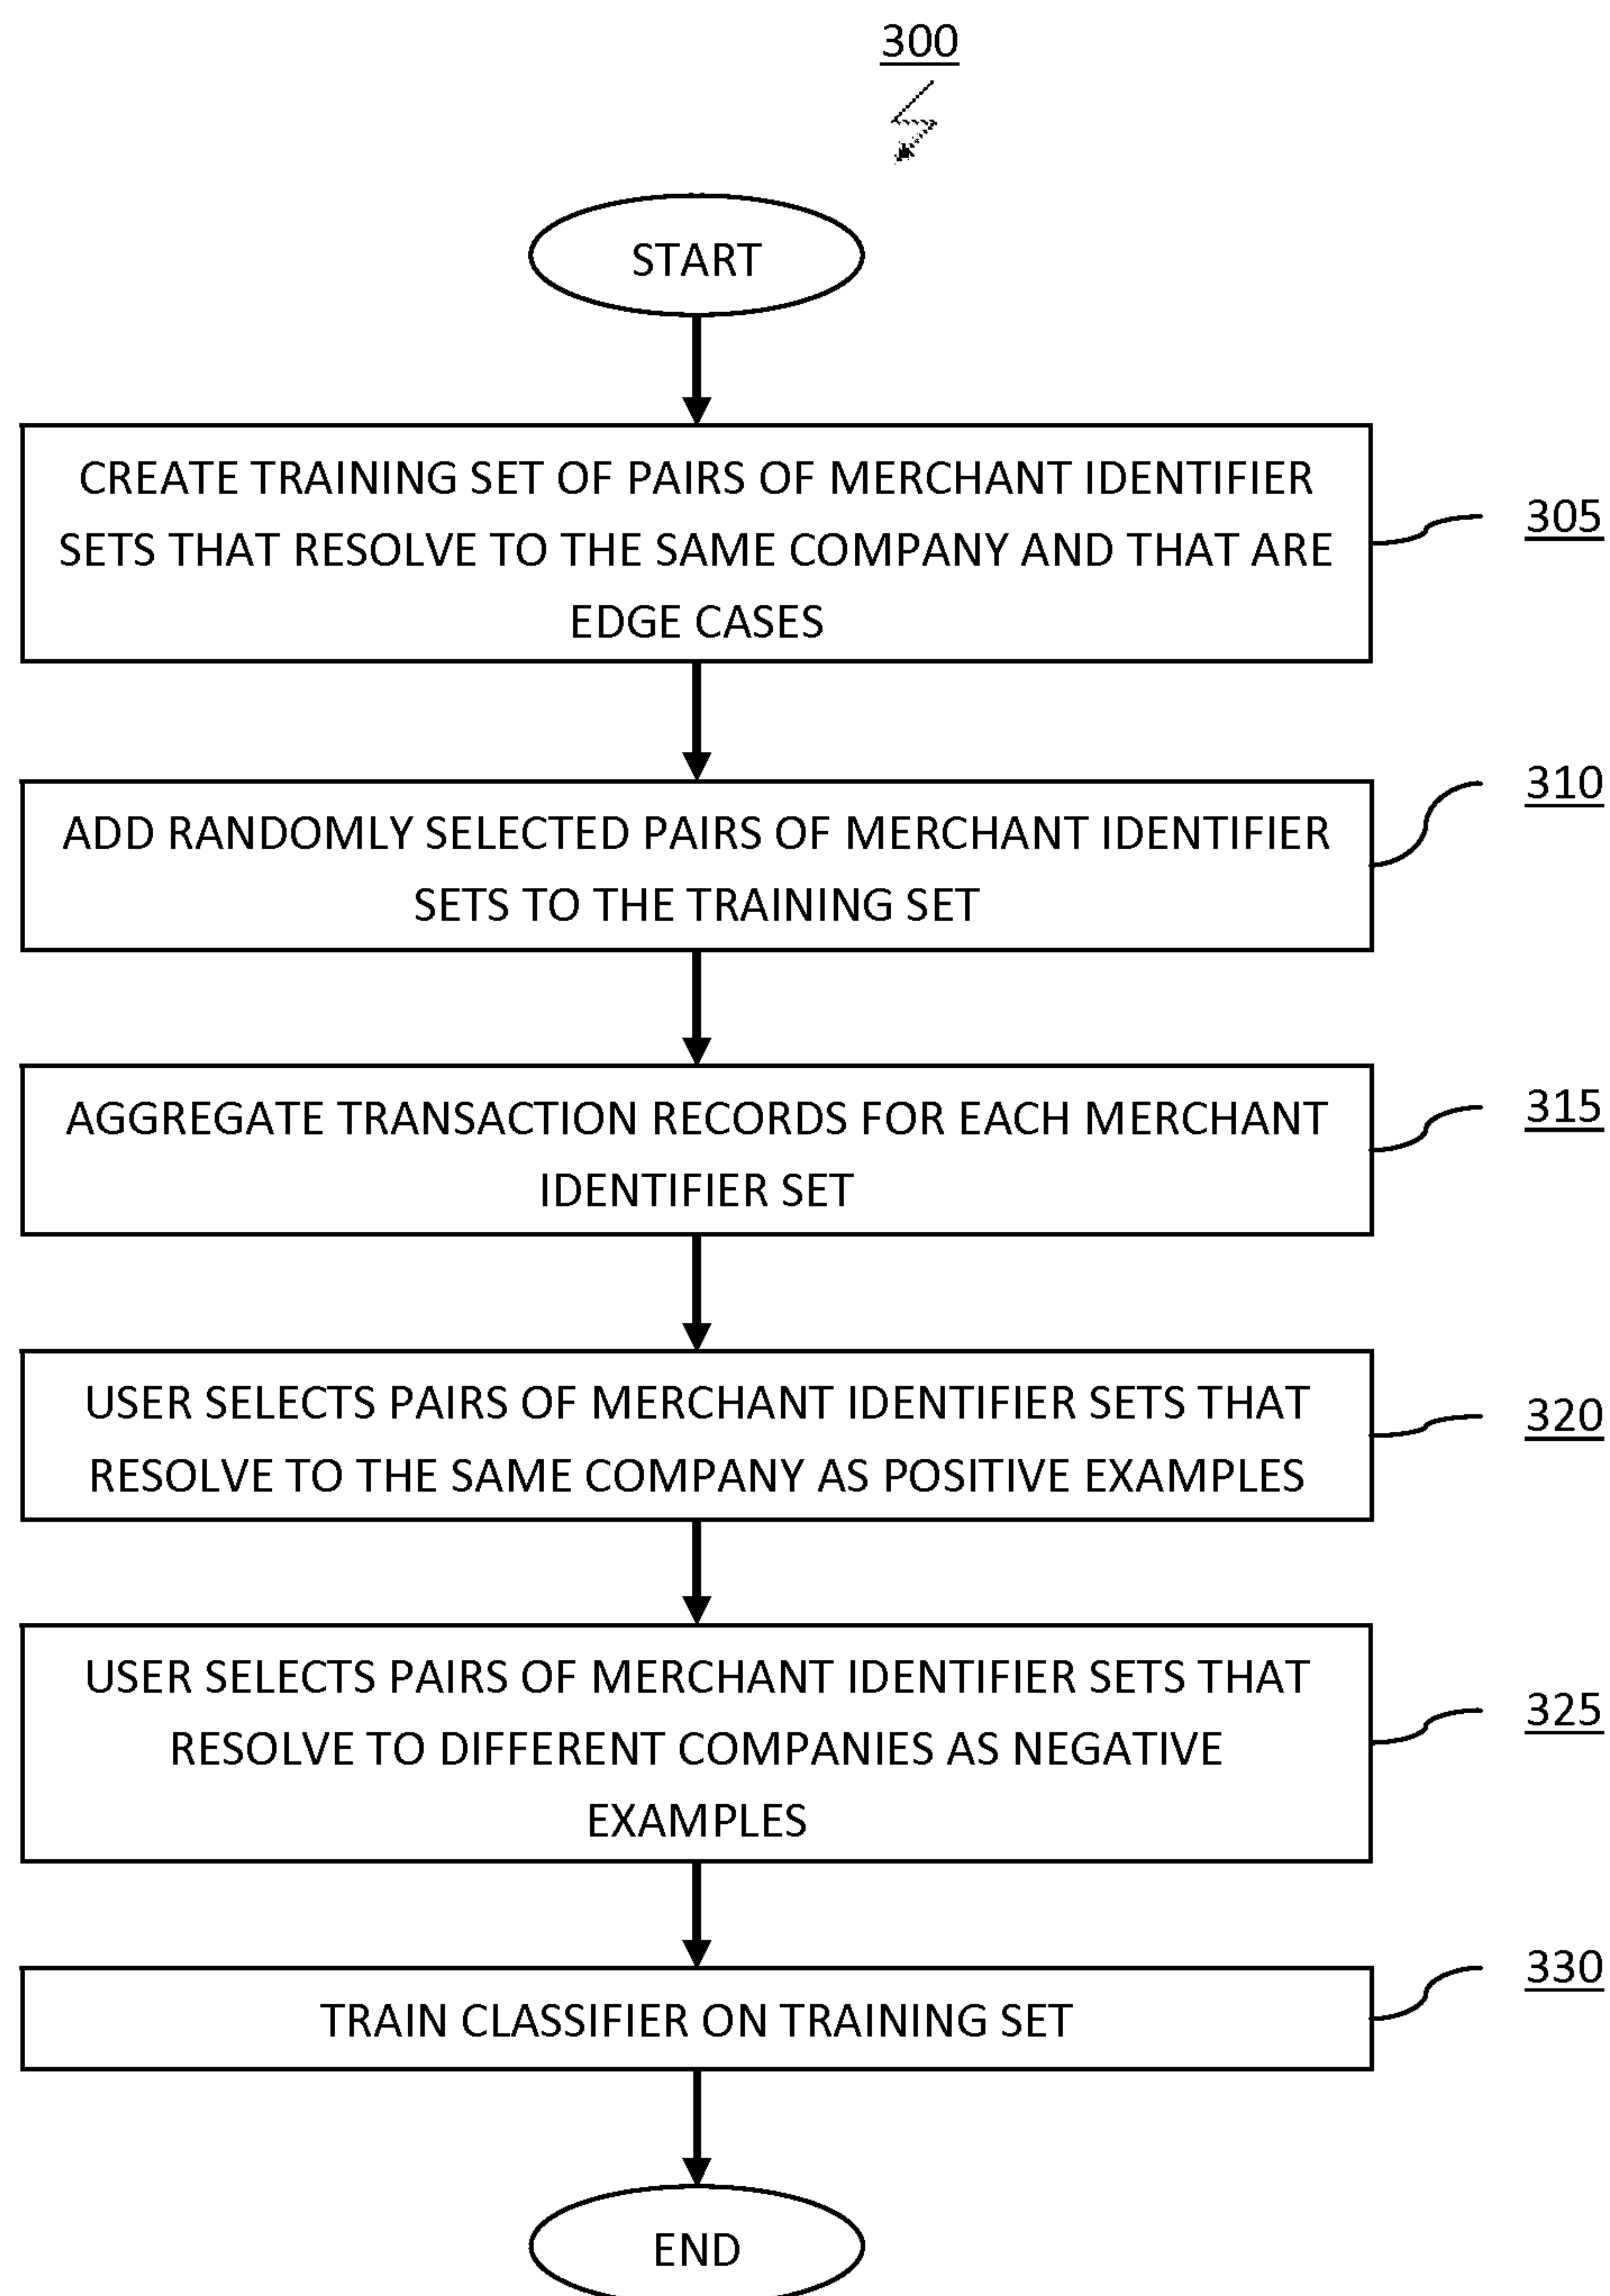 300
START
CREATE TRAINING SET OF PAIRS OF MERCHANT IDENTIFIER
SETS THAT RESOLVE TO THE SAME COMPANY AND THAT ARE
EDGE CASES
305
ADD RANDOMLY SELECTED PAIRS OF MERCHANT IDENTIFIER
SETS TO THE TRAINING SET
310
AGGREGATE TRANSACTION RECORDS FOR EACH MERCHANT
IDENTIFIER SET
315
USER SELECTS PAIRS OF MERCHANT IDENTIFIER SETS THAT
RESOLVE TO THE SAME COMPANY AS POSITIVE EXAMPLES
320
USER SELECTS PAIRS OF MERCHANT IDENTIFIER SETS THAT
RESOLVE TO DIFFERENT COMPANIES AS NEGATIVE
EXAMPLES
325
TRAIN CLASSIFIER ON TRAINING SET
330
END